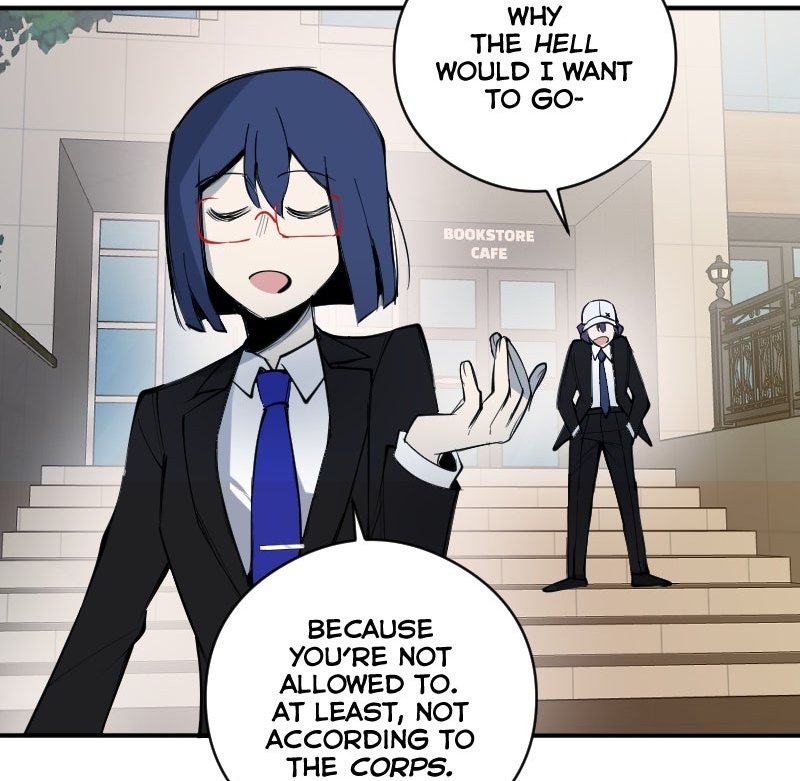 WHY
THE HELL
WOULD I WANT
TO GO-
BOOKSTORE
CAFE
BECAUSE
YOU'RE NOT
ALLOWED TO.
AT LEAST, NOT
ACCORDING TO
THE CORPS.